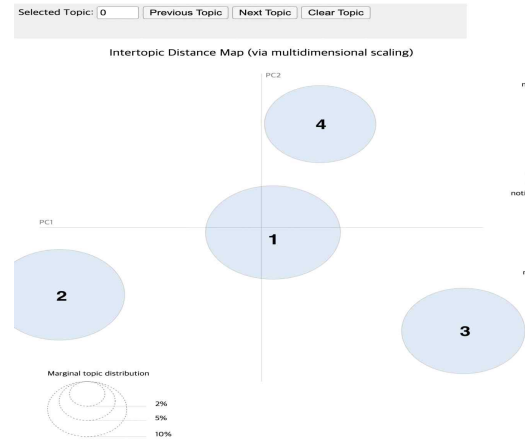 Selected Topic: 0 Previous Topic Next Topic Clear Topic
Intertopic Distance Map (via multidimensional scaling)
PC2
4
PC1
1
2
3
Marginal topic distribution
2%
5%
10%